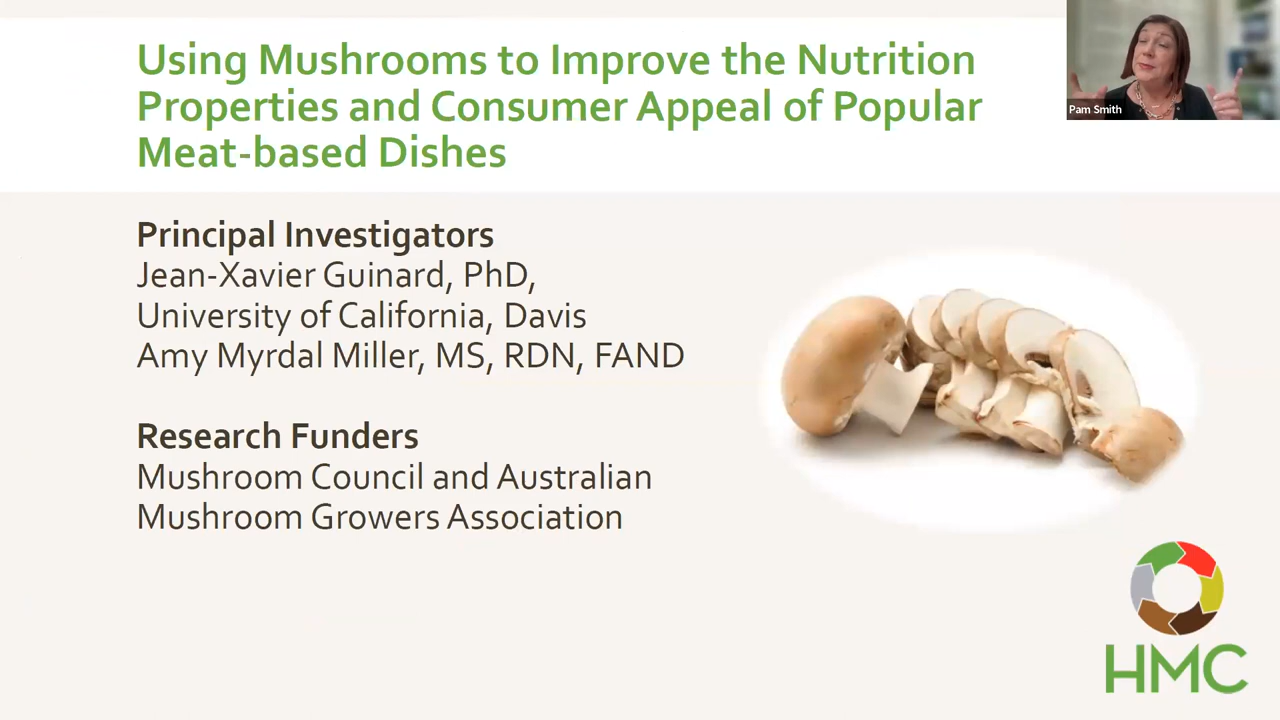 Using Mushrooms to Improve the Nutrition
Properties and Consumer Appeal of Popular
Meat-based Dishes
Pam Smith
Principal Investigators
Jean-Xavier Guinard, PhD,
University of California, Davis
Amy Myrdal Miller, MS, RDN, FAND
Research Funders
Mushroom Council and Australian
Mushroom Growers Association
HMC